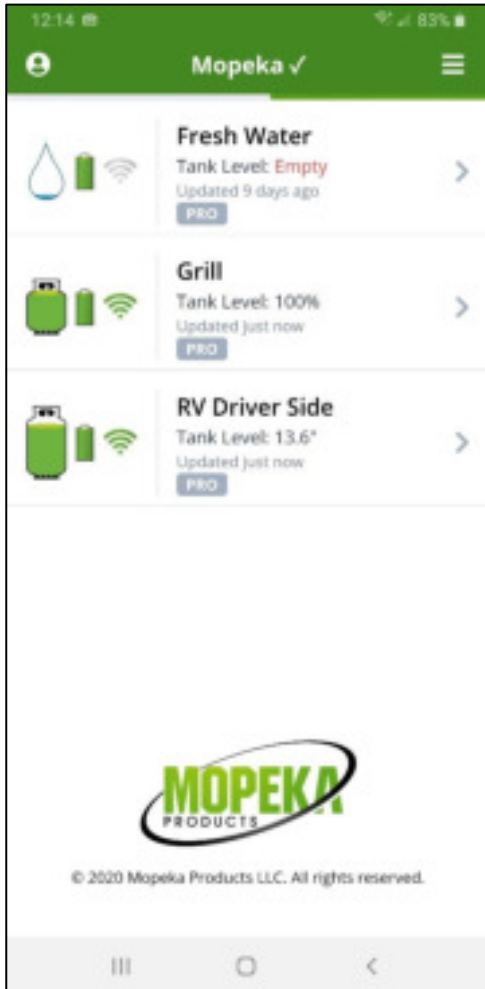 12:14
83%
Mopeka ✓
Fresh Water
Tank Level: Empty
Updated 9 days ago
PRO
Grill
Tank Level: 100%
Updated Just now
PRO
RV Driver Side
Tank Level: 13.6"
Updated Just now
PRO
MOPEKA
PRODUCTS
© 2020 Mopeka Products LLC. All rights reserved.